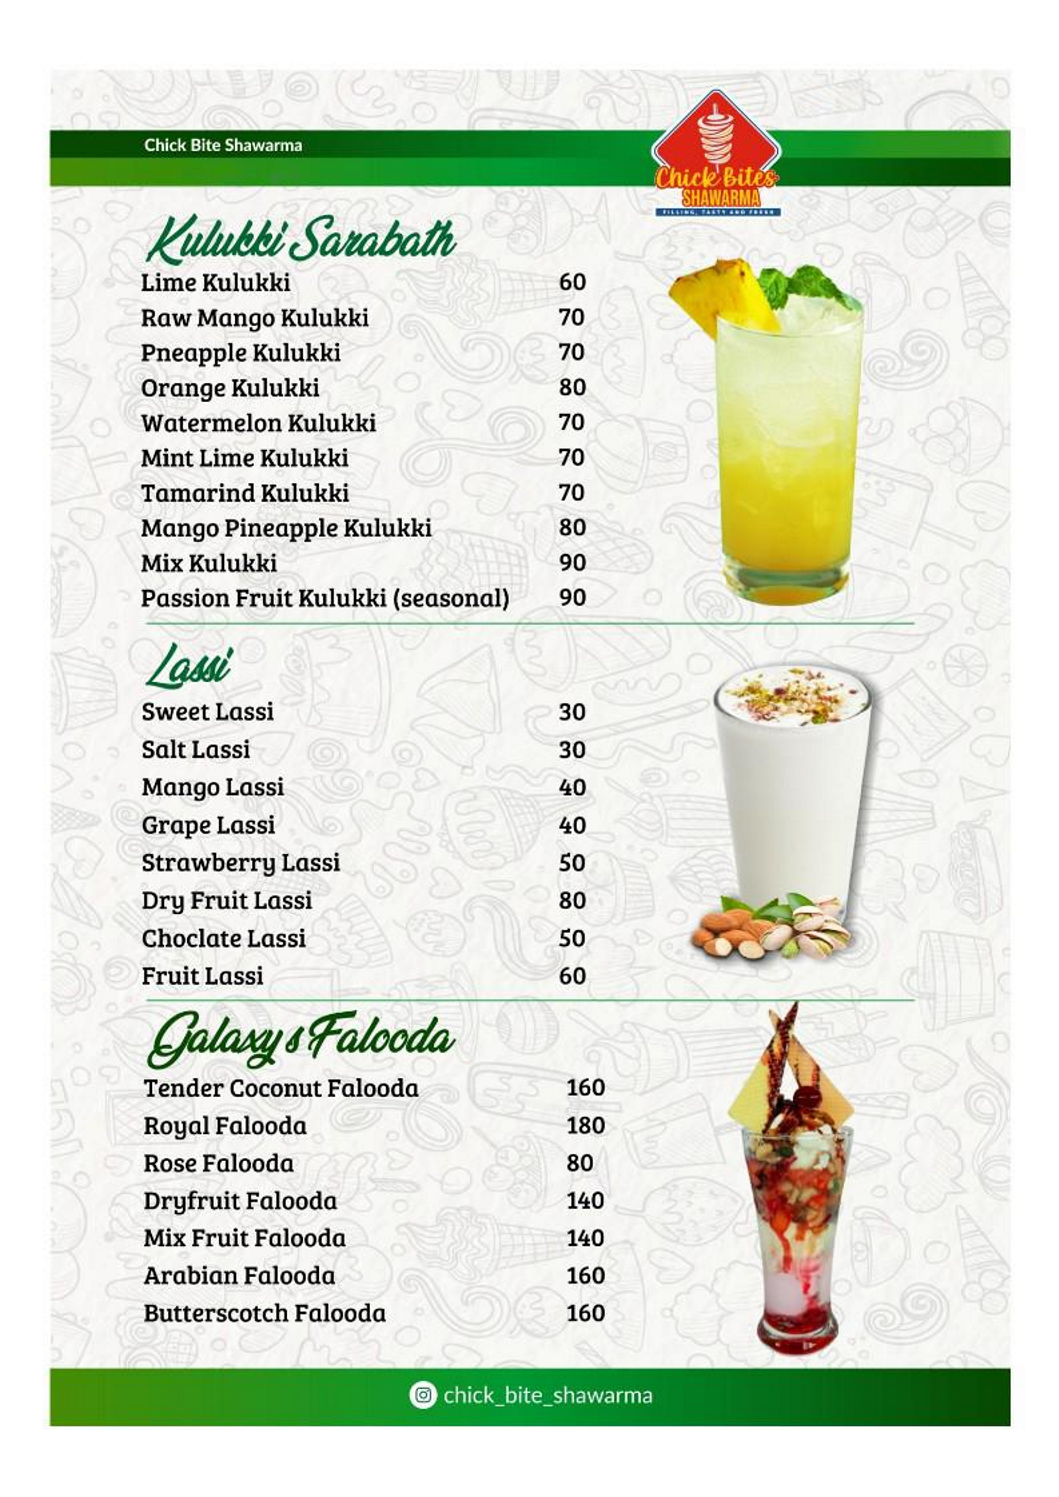 Chick Bite Shawarma
Chick Bites
SHAWARMA
FILLING, TASTY AND FRESH
Kulukki Sarabath
Lime Kulukki 60
Raw Mango Kulukki 70
Pneapple Kulukki 70
Orange Kulukki 80
Watermelon Kulukki 70
Mint Lime Kulukki 70
Tamarind Kulukki 70
Mango Pineapple Kulukki 80
Mix Kulukki 90
Passion Fruit Kulukki (seasonal) 90
Lassi
Sweet Lassi 30
Salt Lassi 30
Mango Lassi 40
Grape Lassi 40
Strawberry Lassi 50
Dry Fruit Lassi 80
Choclate Lassi 50
Fruit Lassi 60
Galaxy s Falooda
Tender Coconut Falooda 160
Royal Falooda 180
Rose Falooda 80
Dryfruit Falooda 140
Mix Fruit Falooda 140
Arabian Falooda 160
Butterscotch Falooda 160
chick_bite_shawarma